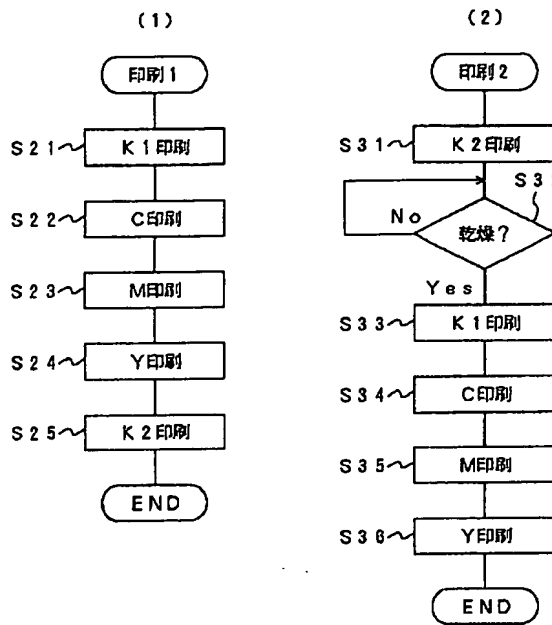 (1)
印刷1
S21
K1印刷
S22
C印刷
S23
M印刷
S24
Y印刷
S25
K2印刷
END
(2)
印刷2
S31
K2印刷
S3
No
乾燥?
Yes
S33
K1印刷
S34
C印刷
S35
M印刷
S36
Y印刷
END